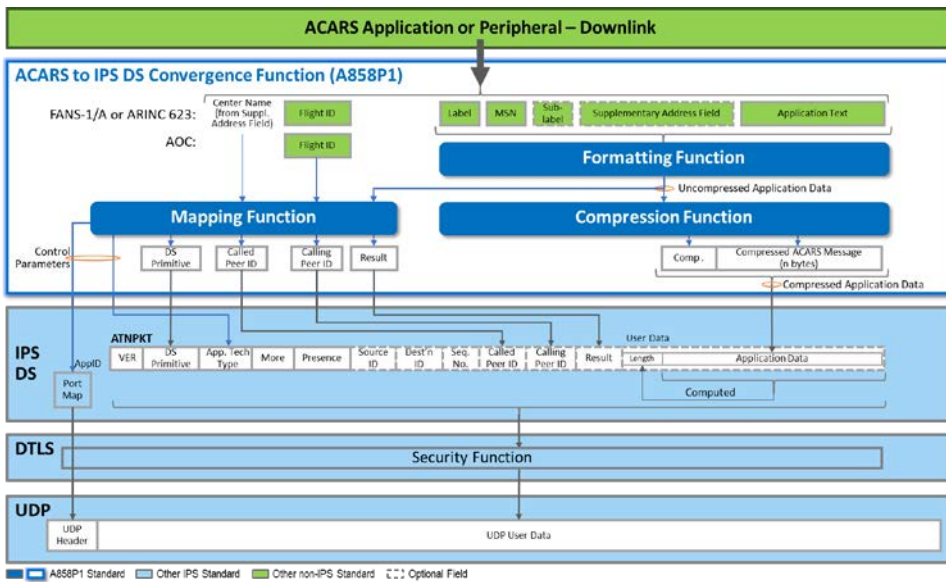 ACARS Application or Peripheral – Downlink
ACARS to IPS DS Convergence Function (A858P1)
FANS-1/A or ARINC 623:
Center Name
(from Suppl.
Address Field)
Flight ID
Label
MSN
Sub-
label
Supplementary Address Field
Application Text
AOC:
Flight ID
Formatting Function
Uncompressed Application Data
Mapping Function
Compression Function
Control
Parameters
DS
Primitive
Called
Peer ID
Calling
Peer ID
Result
Comp.
Compressed ACARS Message
(n bytes)
Compressed Application Data
IPS
DS
ATNPKT
User Data
VER
DS
Primitive
App. Tech
Type
More
Presence
Source
ID
Dest'n
ID
Seq.
No.
Called
Peer ID
Calling
Peer ID
Result
Length
Application Data
AppID
Port
Map
Computed
DTLS
Security Function
UDP
UDP
Header
UDP User Data
A858P1 Standard
Other IPS Standard
Other non-IPS Standard
Optional Field